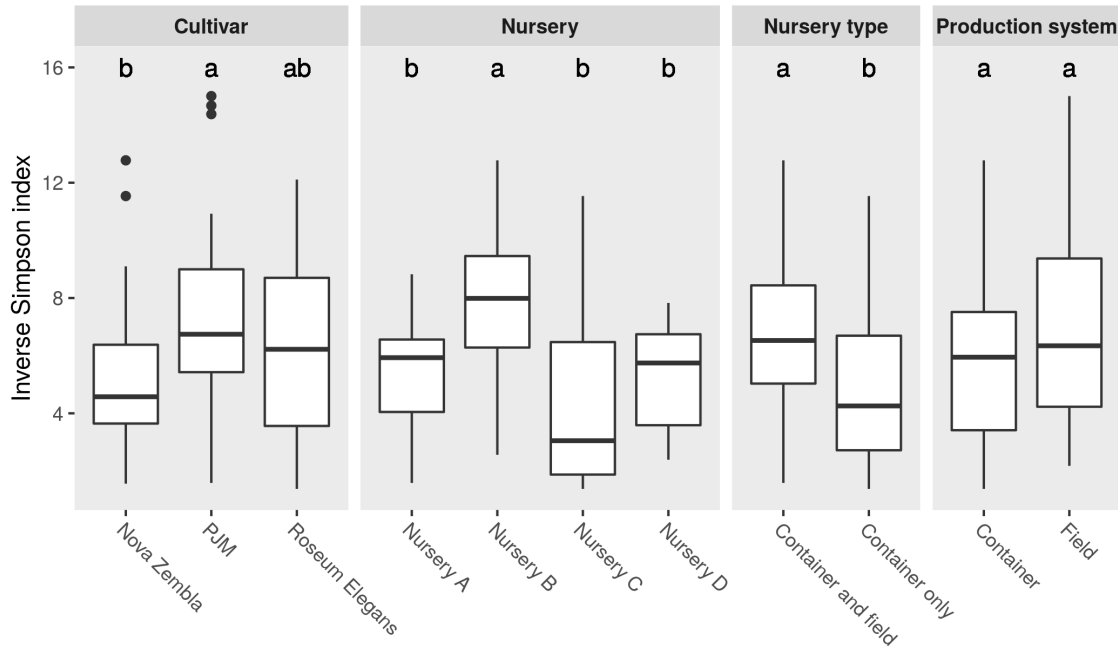 Cultivar
Nursery
Nursery type
Production system
b a ab
b a b b
a b
a a
Inverse Simpson index
16
12
8
4
Nova Zembla
PJM
Roseum Elegans
Nursery A
Nursery B
Nursery C
Nursery D
Container and field
Container only
Container
Field